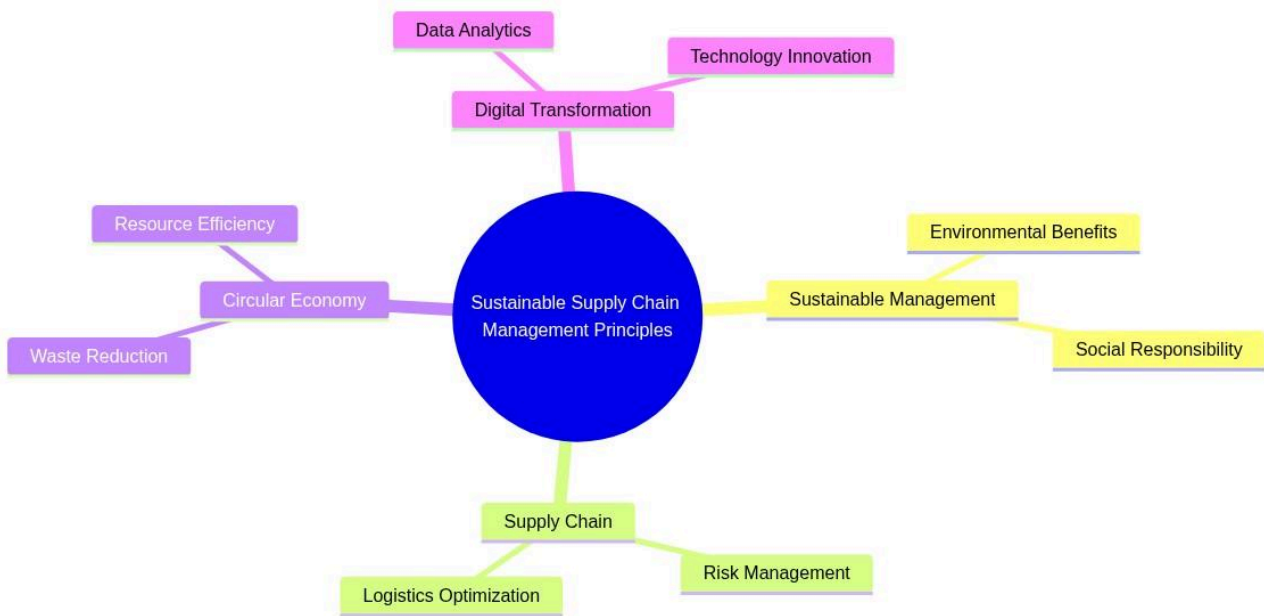 Data Analytics
Technology Innovation
Digital Transformation
Resource Efficiency
Environmental Benefits
Circular Economy
Sustainable Supply Chain
Management Principles
Sustainable Management
Waste Reduction
Social Responsibility
Supply Chain
Risk Management
Logistics Optimization